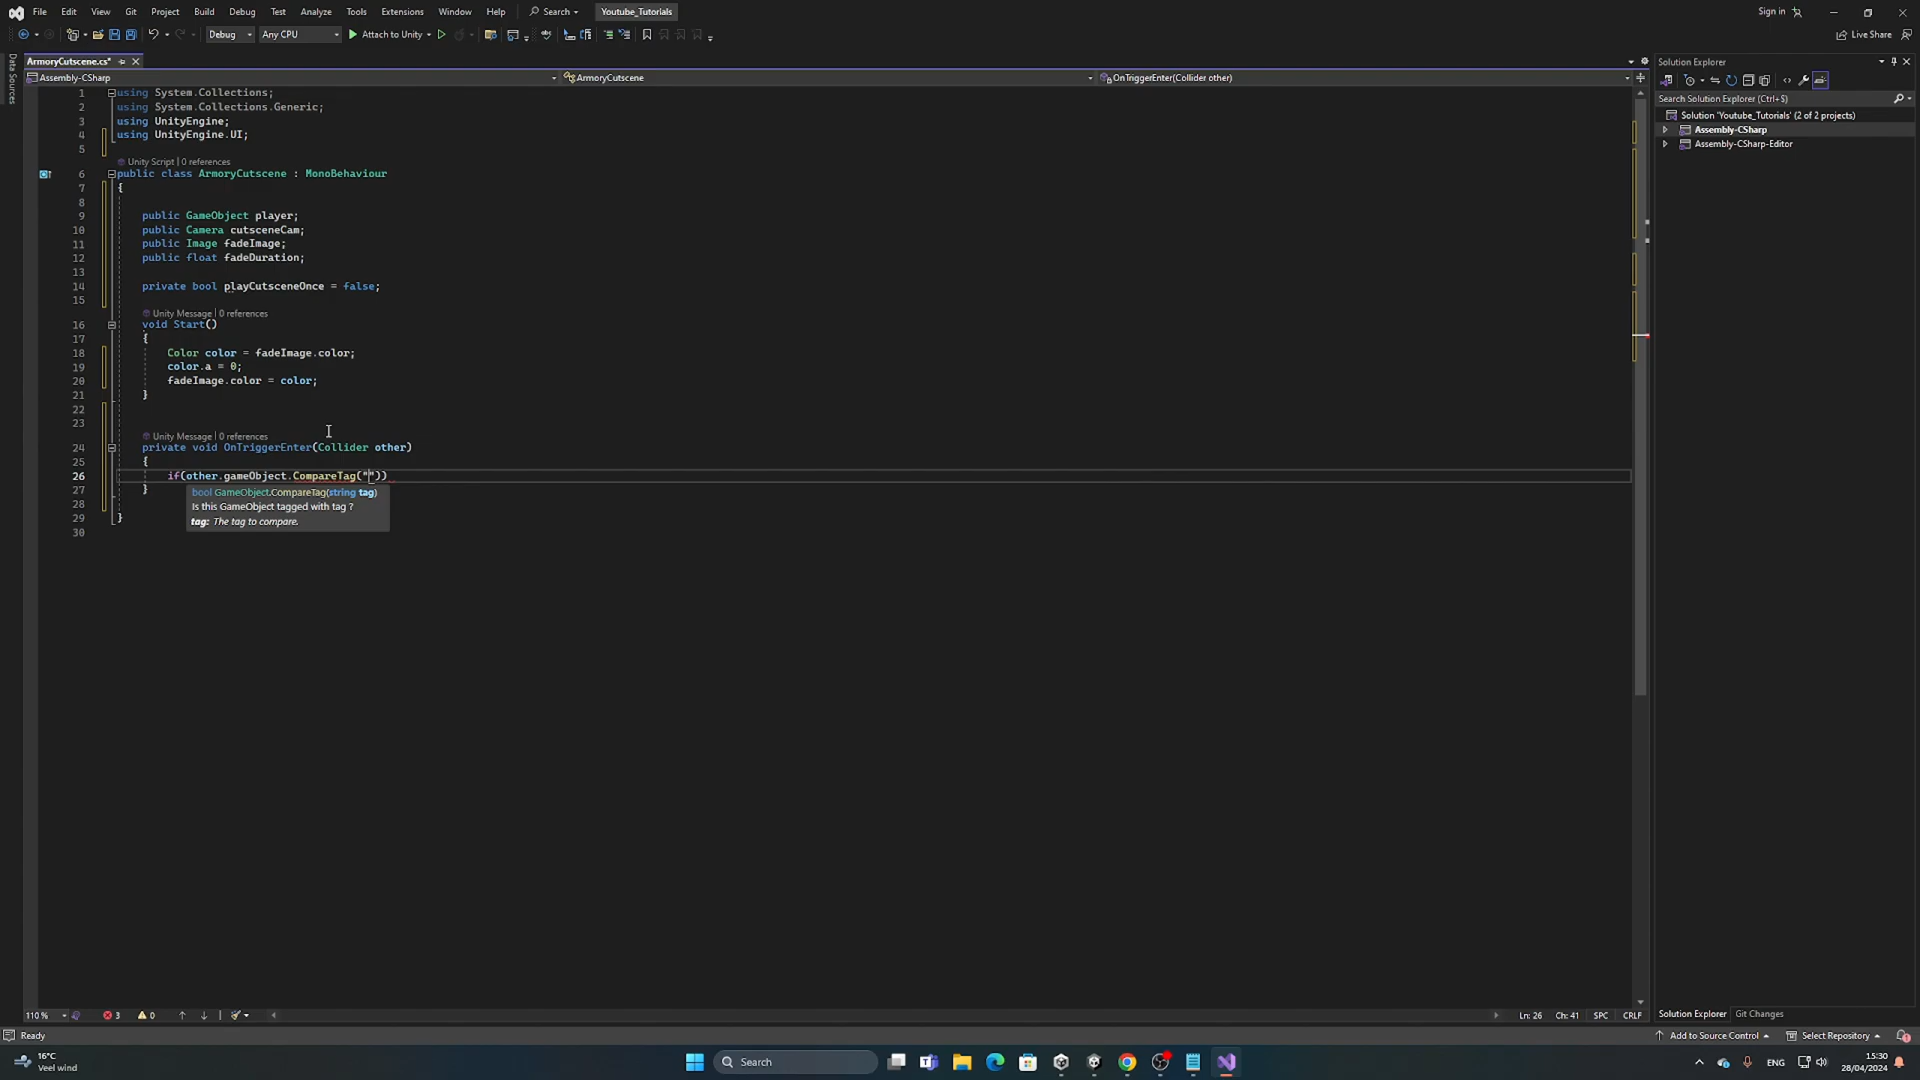 File Edit View Git Project Build Debug Test Analyze Tools Extensions Window Help Search Youtube_Tutorials Sign in
Debug Any CPU Attach to Unity Live Share
Data Sources
ArmoryCutscene.cs*
Assembly-CSharp ArmoryCutscene OnTriggerEnter(Collider other)
1 using System.Collections;
2 using System.Collections.Generic;
3 using UnityEngine;
4 using UnityEngine.UI;
5
Unity Script | 0 references
6 public class ArmoryCutscene : MonoBehaviour
7 {
8
9 public GameObject player;
10 public Camera cutsceneCam;
11 public Image fadeImage;
12 public float fadeDuration;
13
14 private bool playCutsceneOnce = false;
15
Unity Message | 0 references
16 void Start()
17 {
18 Color color = fadeImage.color;
19 color.a = 0;
20 fadeImage.color = color;
21 }
22
23
Unity Message | 0 references
24 private void OnTriggerEnter(Collider other)
25 {
26 if(other.gameObject.CompareTag(""))
27 }
bool GameObject.CompareTag(string tag)
Is this GameObject tagged with tag ?
tag: The tag to compare.
28
29 }
30
Solution Explorer
Search Solution Explorer (Ctrl+$)
Solution 'Youtube_Tutorials' (2 of 2 projects)
Assembly-CSharp
Assembly-CSharp-Editor
110 % 3 0 Ln: 26 Ch: 41 SPC CRLF
Solution Explorer Git Changes
Ready Add to Source Control Select Repository
16°C
Veel wind
Search
ENG
15:30
28/04/2024